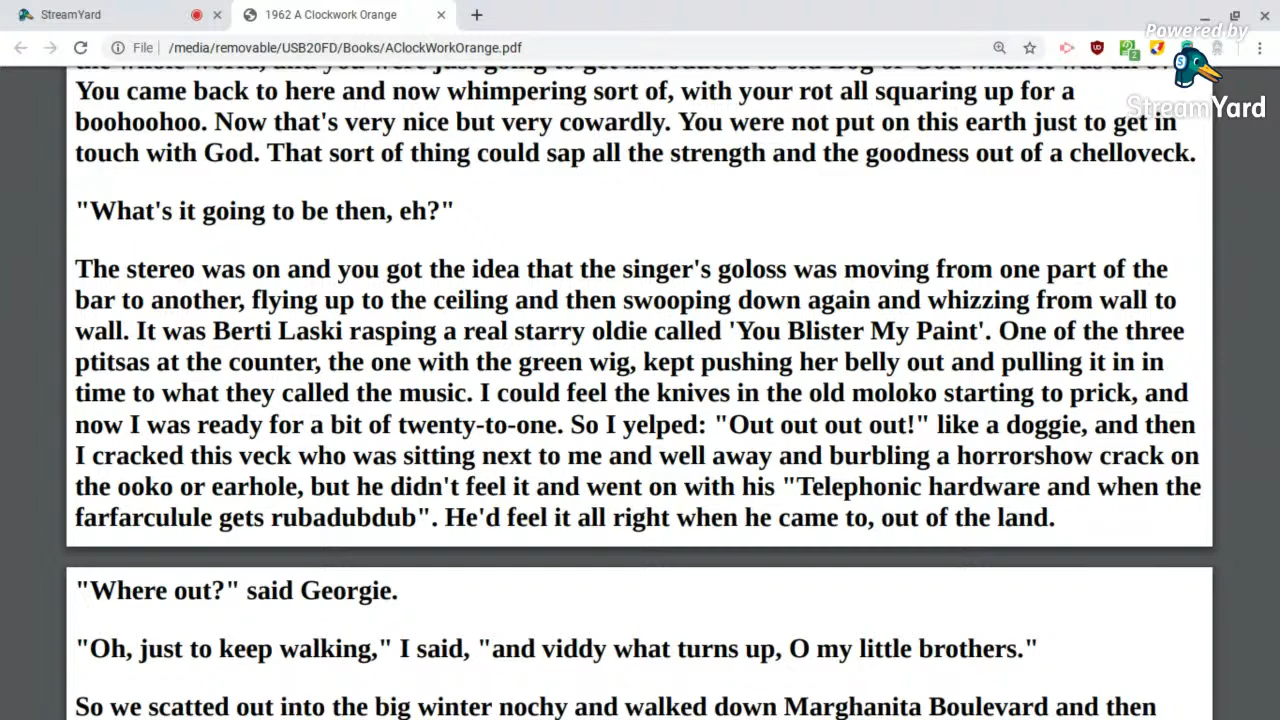 StreamYard
1962 A Clockwork Orange
File
/media/removable/USB20FD/Books/AClockWorkOrange.pdf
Powered by
StreamYard
You came back to here and now whimpering sort of, with your rot all squaring up for a
boohoohoo. Now that's very nice but very cowardly. You were not put on this earth just to get in
touch with God. That sort of thing could sap all the strength and the goodness out of a chelloveck.
"What's it going to be then, eh?"
The stereo was on and you got the idea that the singer's goloss was moving from one part of the
bar to another, flying up to the ceiling and then swooping down again and whizzing from wall to
wall. It was Berti Laski rasping a real starry oldie called 'You Blister My Paint'. One of the three
ptitsas at the counter, the one with the green wig, kept pushing her belly out and pulling it in in
time to what they called the music. I could feel the knives in the old moloko starting to prick, and
now I was ready for a bit of twenty-to-one. So I yelped: "Out out out out!" like a doggie, and then
I cracked this veck who was sitting next to me and well away and burbling a horrorshow crack on
the ooko or earhole, but he didn't feel it and went on with his "Telephonic hardware and when the
farfarculule gets rubadubdub". He'd feel it all right when he came to, out of the land.
"Where out?" said Georgie.
"Oh, just to keep walking," I said, "and viddy what turns up, O my little brothers."
So we scatted out into the big winter nochy and walked down Marghanita Boulevard and then